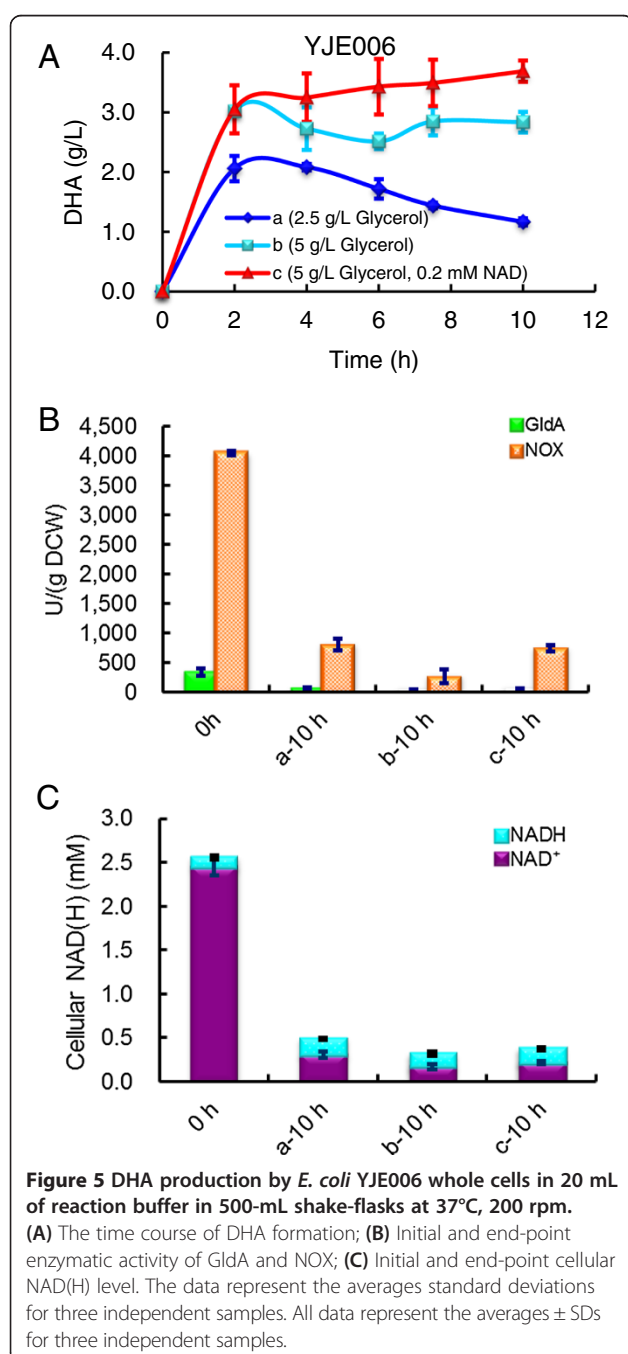 A
YJE006
DHA (g/L)
4.0
3.0
2.0
1.0
0.0
a (2.5 g/L Glycerol)
b (5 g/L Glycerol)
c (5 g/L Glycerol, 0.2 mM NAD)
0 2 4 6 8 10 12
Time (h)
B
U/(g DCW)
4,500
4,000
3,500
3,000
2,500
2,000
1,500
1,000
500
0
GldA
NOX
0h
a-10 h
b-10 h
c-10 h
C
Cellular NAD(H) (mM)
3.0
2.5
2.0
1.5
1.0
0.5
0.0
NADH
NAD⁺
0 h
a-10 h
b-10 h
c-10 h
Figure 5 DHA production by E. coli YJE006 whole cells in 20 mL
of reaction buffer in 500-mL shake-flasks at 37°C, 200 rpm.
(A) The time course of DHA formation; (B) Initial and end-point
enzymatic activity of GldA and NOX; (C) Initial and end-point cellular
NAD(H) level. The data represent the averages standard deviations
for three independent samples. All data represent the averages ± SDs
for three independent samples.